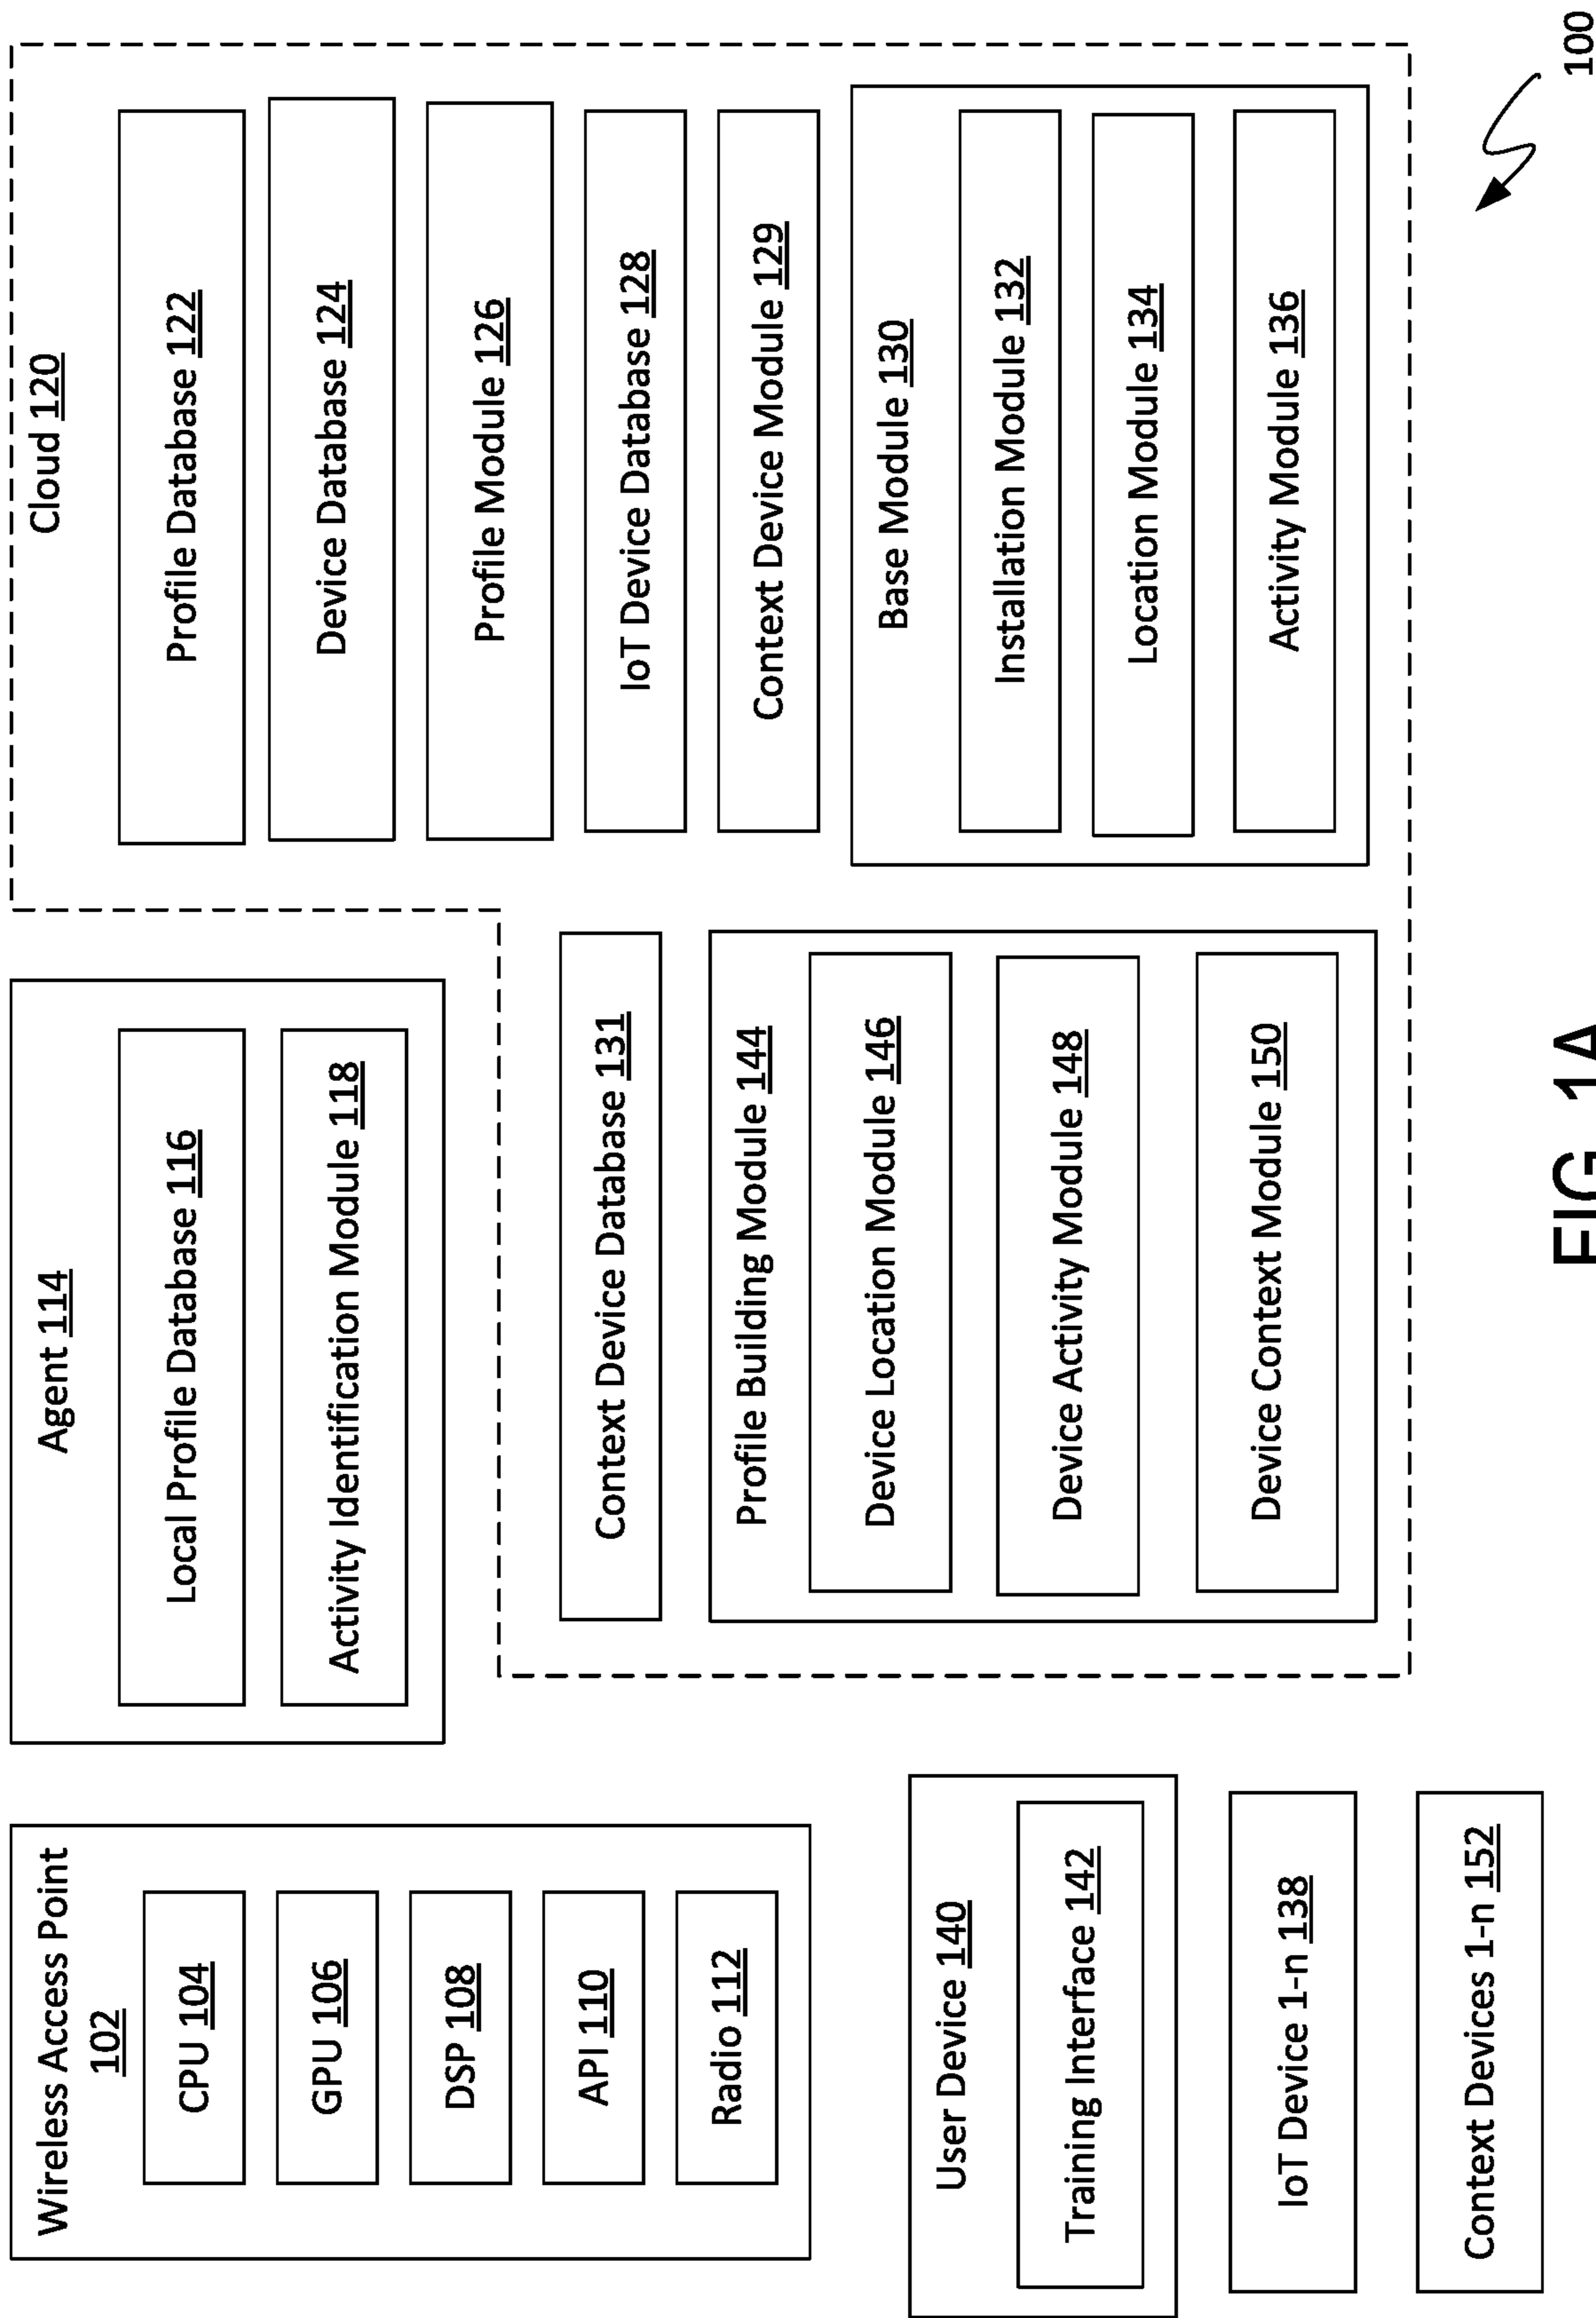 Wireless Access Point
102
CPU 104
GPU 106
DSP 108
API 110
Radio 112
User Device 140
Training Interface 142
IoT Device 1-n 138
Context Devices 1-n 152
Agent 114
Local Profile Database 116
Activity Identification Module 118
Context Device Database 131
Profile Building Module 144
Device Location Module 146
Device Activity Module 148
Device Context Module 150
Cloud 120
Profile Database 122
Device Database 124
Profile Module 126
IoT Device Database 128
Context Device Module 129
Base Module 130
Installation Module 132
Location Module 134
Activity Module 136
100
FIG. 1A